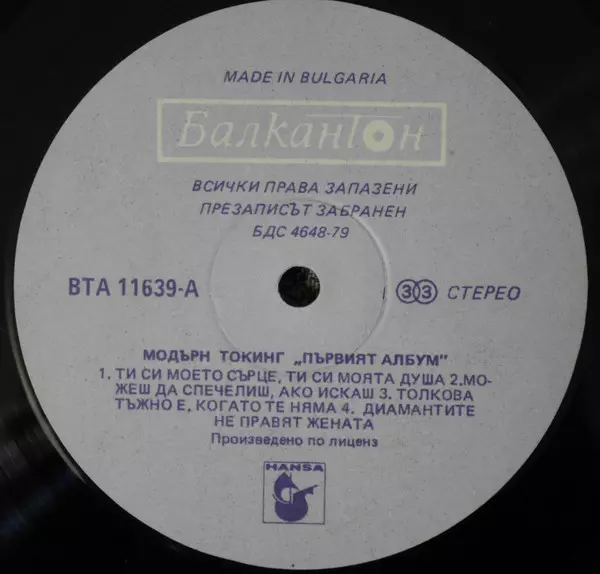 MADE IN BULGARIA
БалканТон
ВСИЧКИ ПРАВА ЗАПАЗЕНИ
ПРЕЗАПИСЪТ ЗАБРАНЕН
БДС 4648-79
ВТА 11639-А
33 СТЕРЕО
МОДЪРН ТОКИНГ „ПЪРВИЯТ АЛБУМ"
1. ТИ СИ МОЕТО СЪРЦЕ, ТИ СИ МОЯТА ДУША 2.МО-
ЖЕШ ДА СПЕЧЕЛИШ, АКО ИСКАШ 3. ТОЛКОВА
ТЪЖНО Е, КОГАТО ТЕ НЯМА 4. ДИАМАНТИТЕ
НЕ ПРАВЯТ ЖЕНАТА
Произведено по лиценз
HANSA